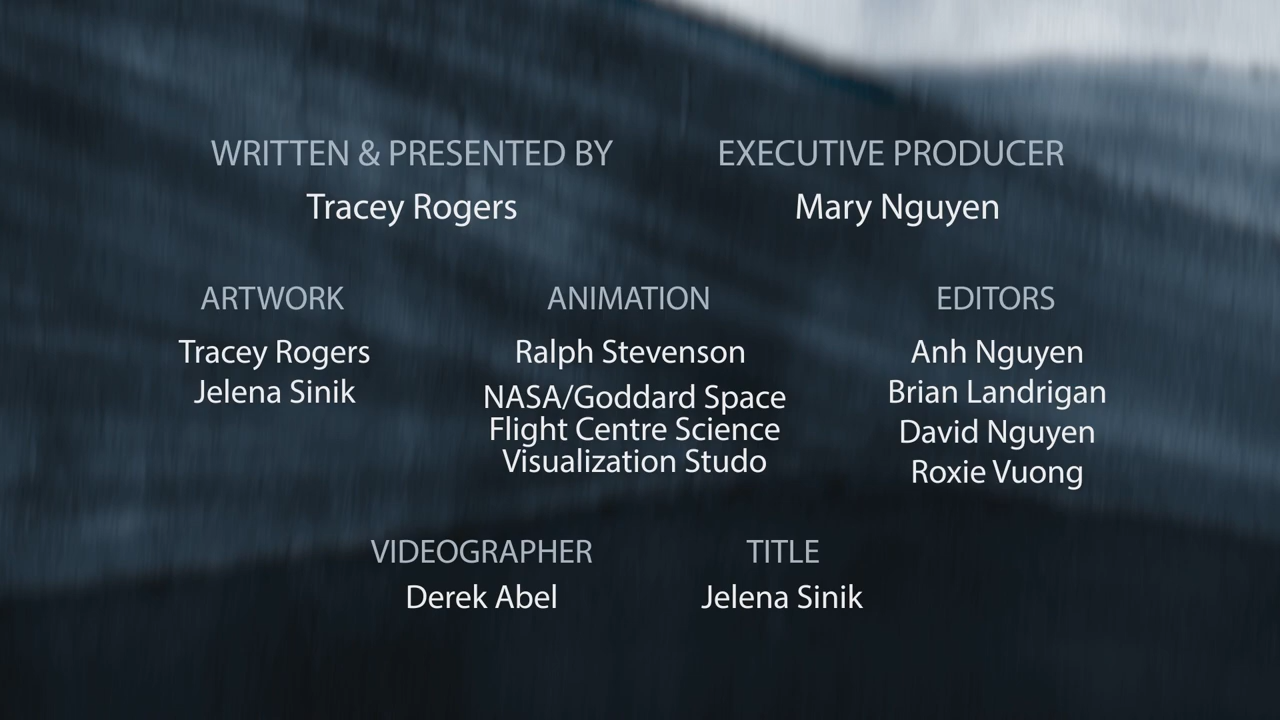 WRITTEN & PRESENTED BY
Tracey Rogers
EXECUTIVE PRODUCER
Mary Nguyen
ARTWORK
Tracey Rogers
Jelena Sinik
ANIMATION
Ralph Stevenson
NASA/Goddard Space
Flight Centre Science
Visualization Studo
EDITORS
Anh Nguyen
Brian Landrigan
David Nguyen
Roxie Vuong
VIDEOGRAPHER
Derek Abel
TITLE
Jelena Sinik